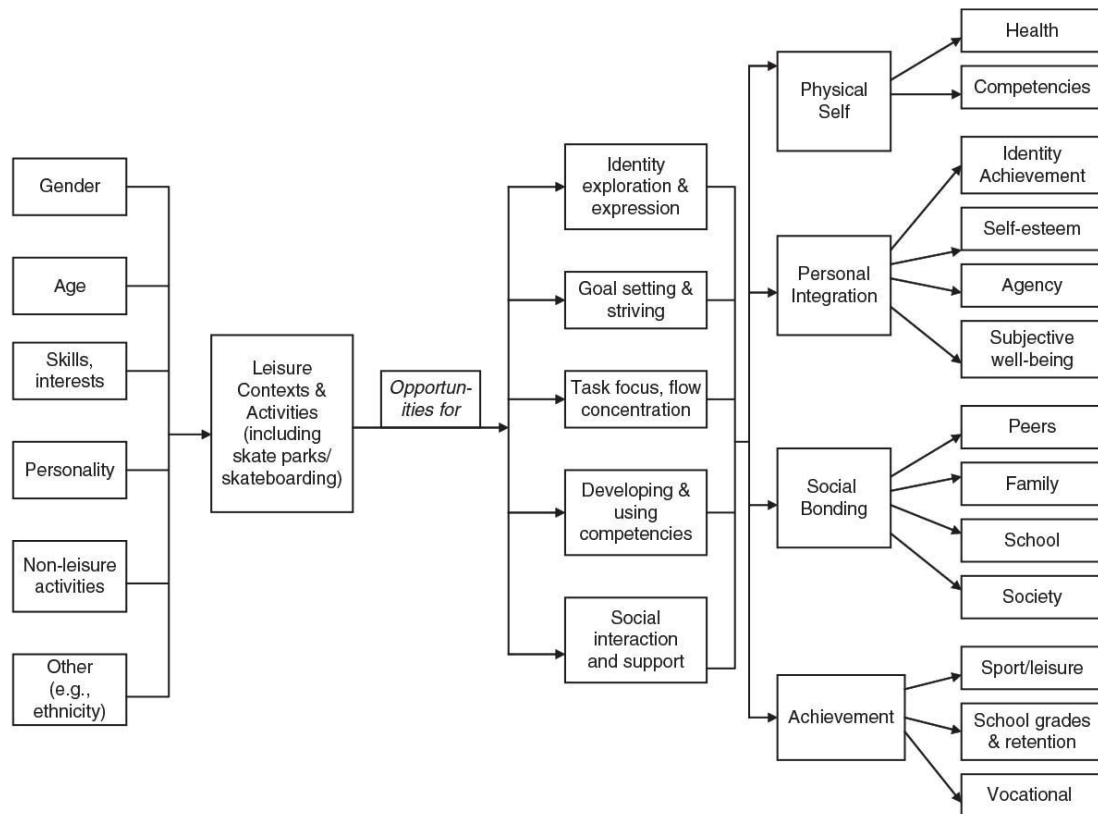 Gender
Age
Skills,
interests
Personality
Non-leisure
activities
Other
(e.g.,
ethnicity)
Leisure
Contexts &
Activities
(including
skate parks/
skateboarding)
Opportun-
ities for
Identity
exploration &
expression
Goal setting &
striving
Task focus, flow
concentration
Developing &
using
competencies
Social
interaction
and support
Physical
Self
Personal
Integration
Social
Bonding
Achievement
Health
Competencies
Identity
Achievement
Self-esteem
Agency
Subjective
well-being
Peers
Family
School
Society
Sport/leisure
School grades
& retention
Vocational